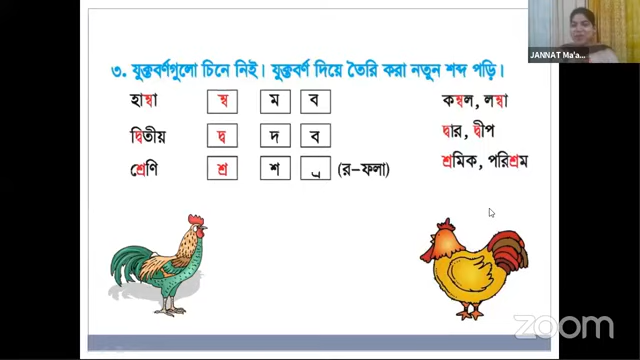 JANNAT Ma'a...
৩. যুক্তবর্ণগুলো চিনে নিই। যুক্তবর্ণ দিয়ে তৈরি করা নতুন শব্দ পড়ি।
হাম্বা ম্ব ম ব কম্বল, লম্বা
দ্বিতীয় দ্ব দ ব দ্বার, দ্বীপ
শ্রেণি শ্র শ ্র (র-ফলা) শ্রমিক, পরিশ্রম
zoom